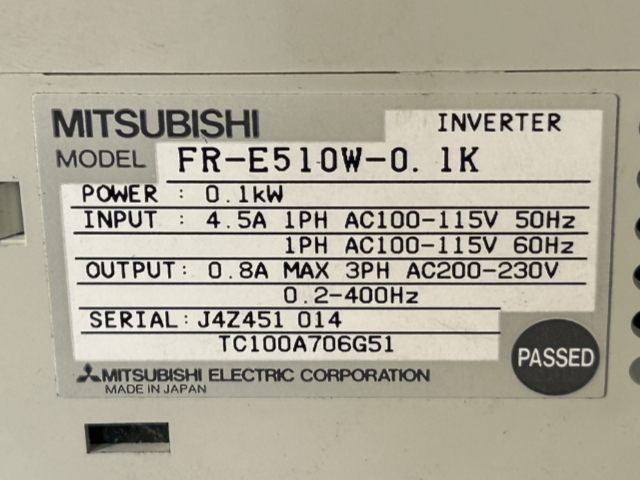 MITSUBISHI INVERTER
MODEL FR-E510W-0.1K
POWER : 0.1kW
INPUT : 4.5A 1PH AC100-115V 50Hz
1PH AC100-115V 60Hz
OUTPUT: 0.8A MAX 3PH AC200-230V
0.2-400Hz
SERIAL: J4Z451 014
TC100A706G51
PASSED
MITSUBISHI ELECTRIC CORPORATION
MADE IN JAPAN